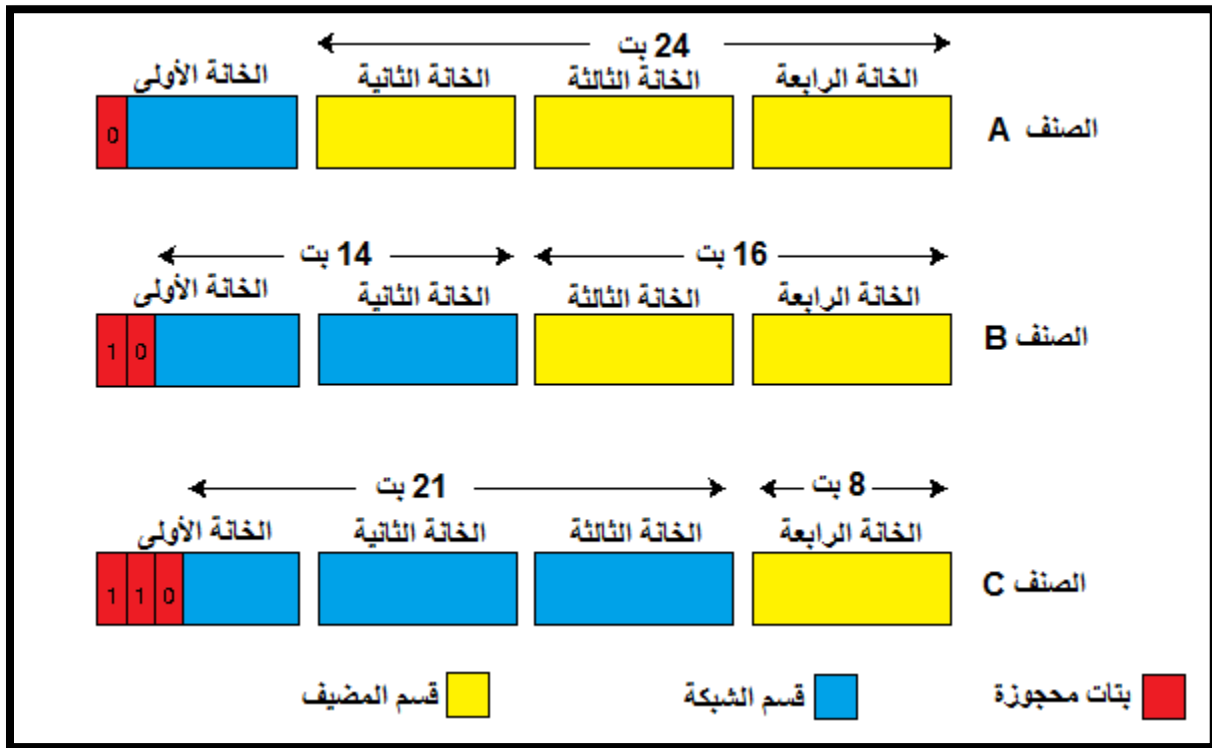 24 بت
الخانة الأولى الخانة الثانية الخانة الثالثة الخانة الرابعة
0
الصنف A
14 بت 16 بت
الخانة الأولى الخانة الثانية الخانة الثالثة الخانة الرابعة
1 0
الصنف B
21 بت 8 بت
الخانة الأولى الخانة الثانية الخانة الثالثة الخانة الرابعة
1 1 0
الصنف C
بتات محجوزة قسم الشبكة قسم المضيف